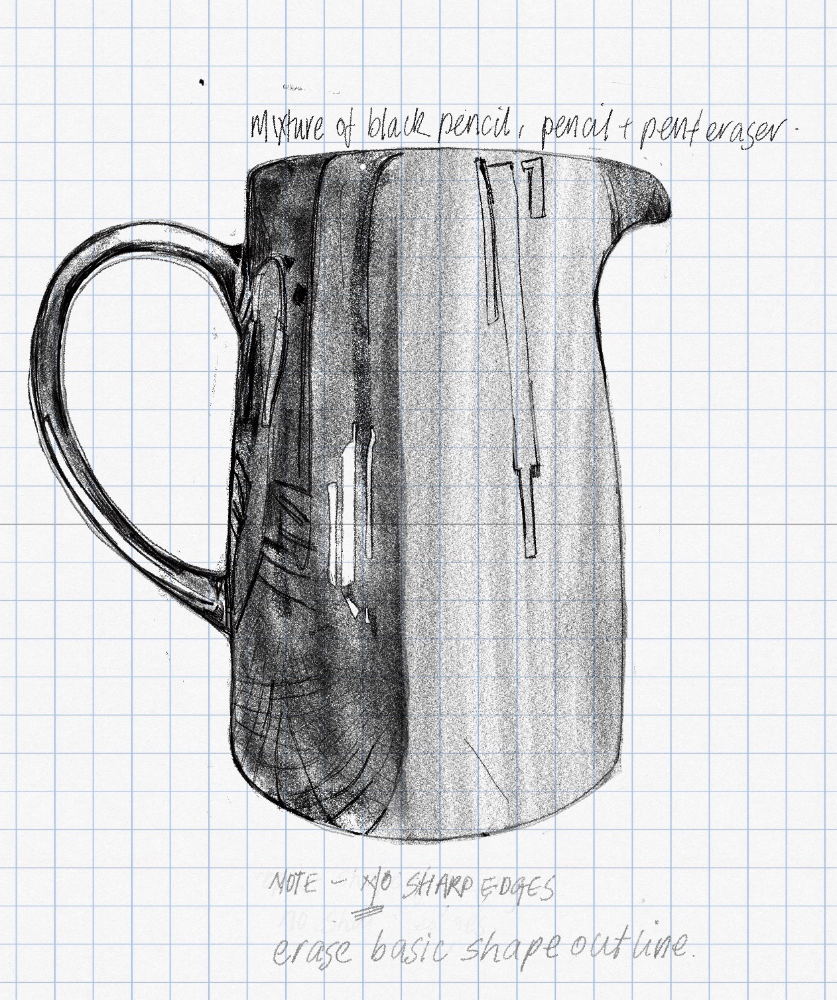 Mixture of black pencil, pencil + pen + eraser.
NOTE - NO SHARP EDGES
erase basic shape outline.